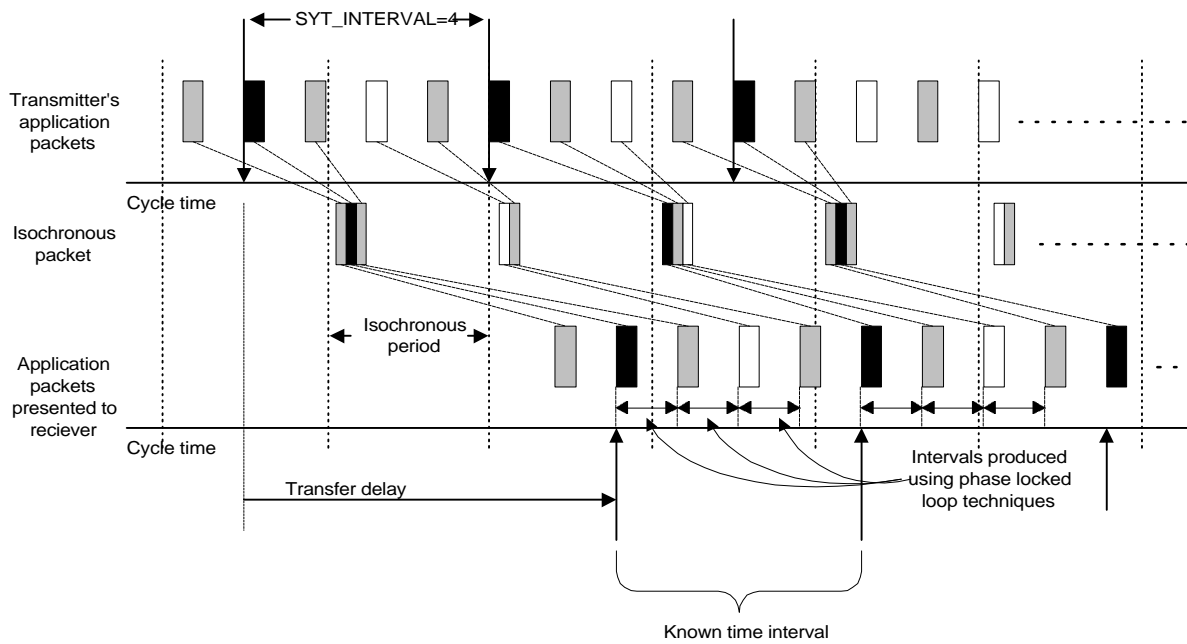 SYT_INTERVAL=4
Transmitter's
application
packets
Cycle time
Isochronous
packet
Isochronous
period
Application
packets
presented to
reciever
Cycle time
Transfer delay
Intervals produced
using phase locked
loop techniques
Known time interval